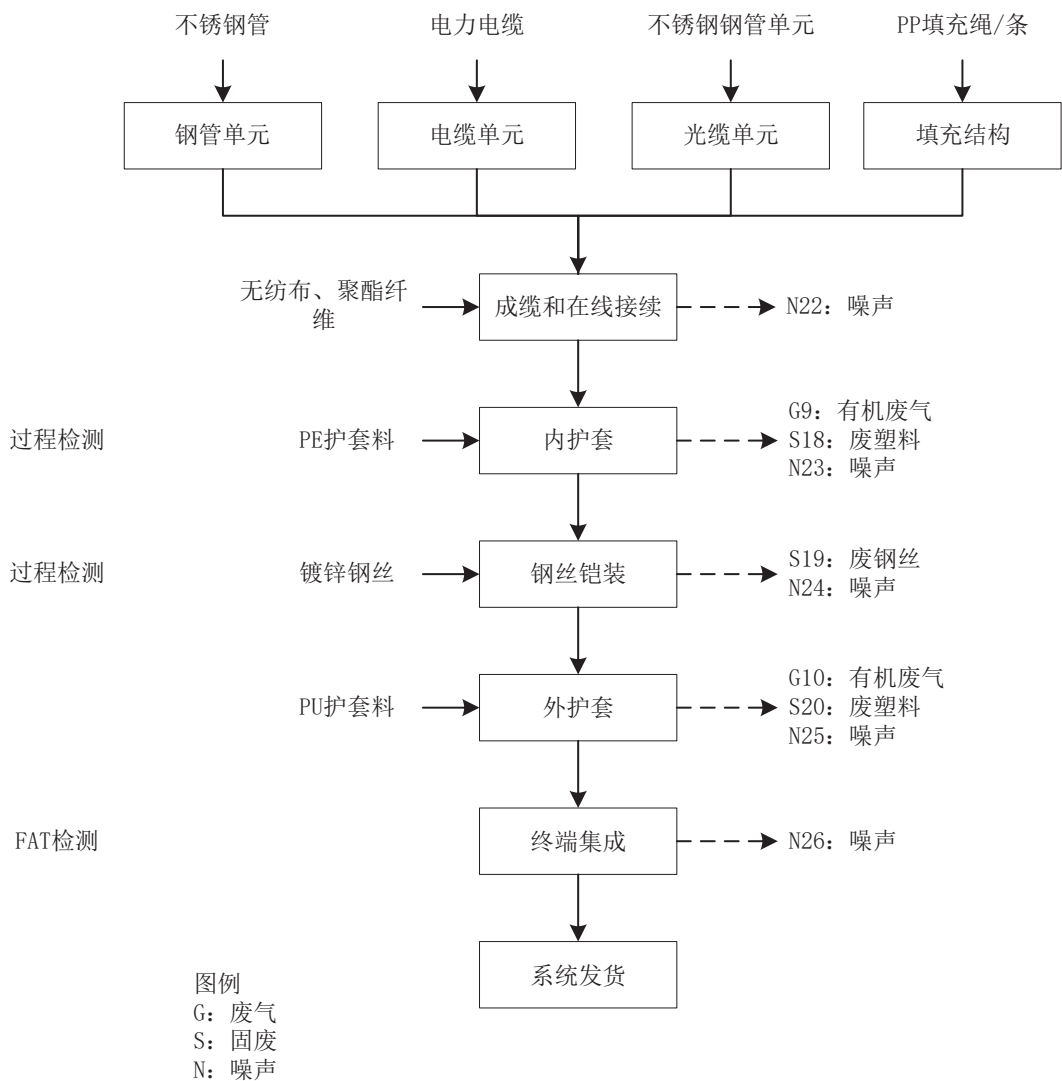 不锈钢管
电力电缆
不锈钢钢管单元
PP填充绳/条
钢管单元
电缆单元
光缆单元
填充结构
无纺布、聚酯纤
维
成缆和在线接续
N22：噪声
过程检测
PE护套料
内护套
G9：有机废气
S18：废塑料
N23：噪声
过程检测
镀锌钢丝
钢丝铠装
S19：废钢丝
N24：噪声
PU护套料
外护套
G10：有机废气
S20：废塑料
N25：噪声
FAT检测
终端集成
N26：噪声
系统发货
图例
G：废气
S：固废
N：噪声